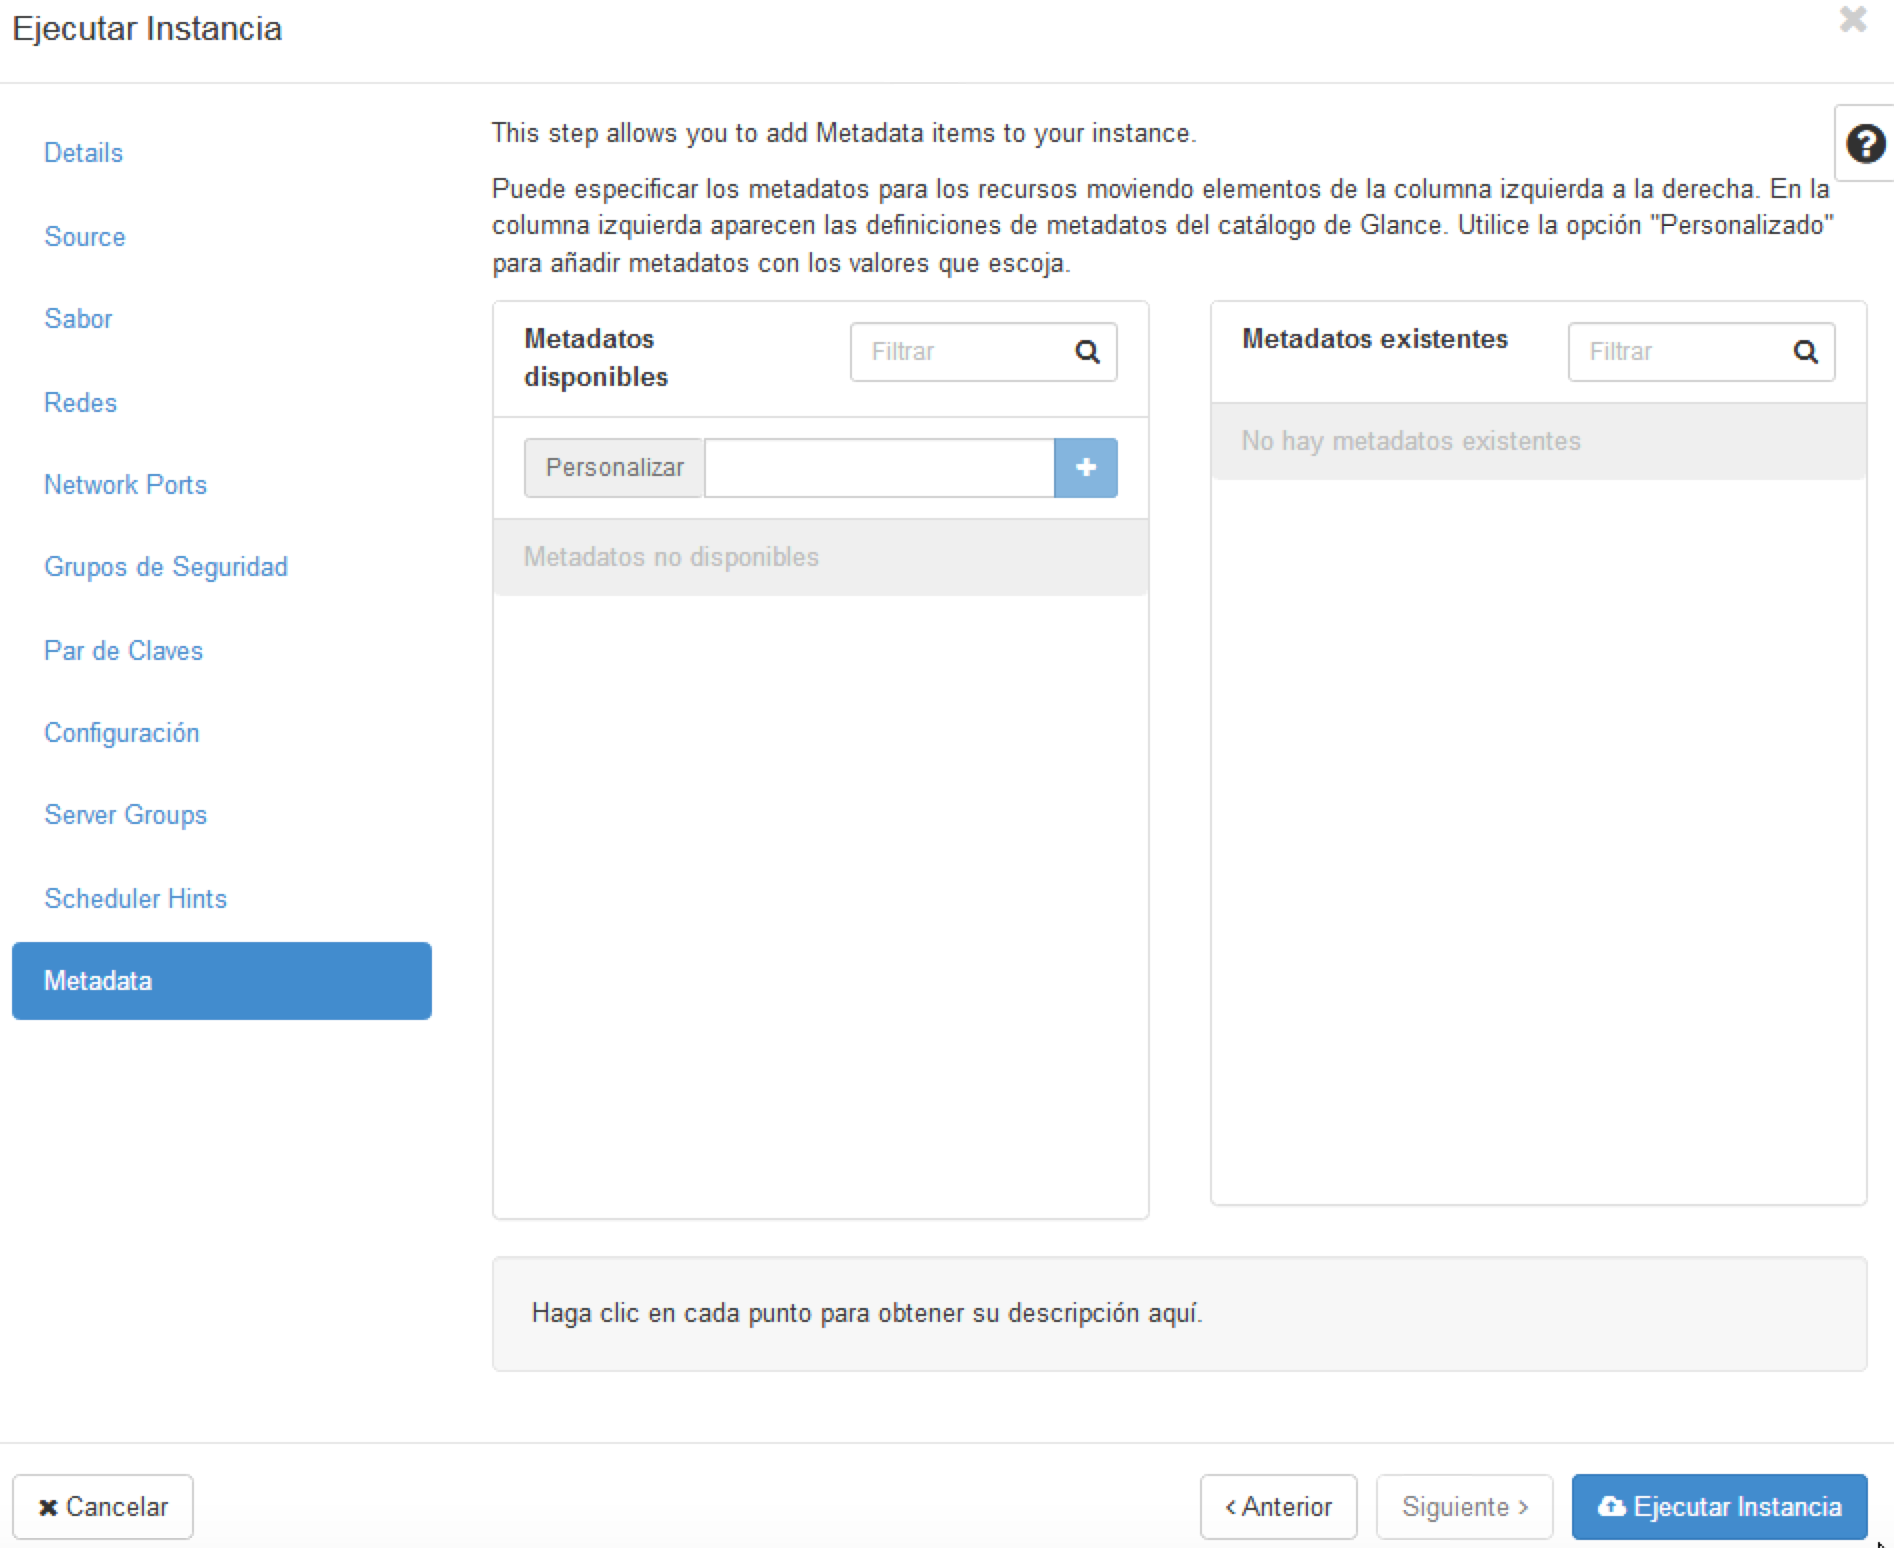 Ejecutar Instancia
Details
Source
Sabor
Redes
Network Ports
Grupos de Seguridad
Par de Claves
Configuración
Server Groups
Scheduler Hints
Metadata
This step allows you to add Metadata items to your instance.
Puede especificar los metadatos para los recursos moviendo elementos de la columna izquierda a la derecha. En la
columna izquierda aparecen las definiciones de metadatos del catálogo de Glance. Utilice la opción "Personalizado"
para añadir metadatos con los valores que escoja.
Metadatos
disponibles
Filtrar
Personalizar
Metadatos no disponibles
Metadatos existentes
Filtrar
No hay metadatos existentes
Haga clic en cada punto para obtener su descripción aquí.
Cancelar
‹ Anterior
Siguiente ›
Ejecutar Instancia